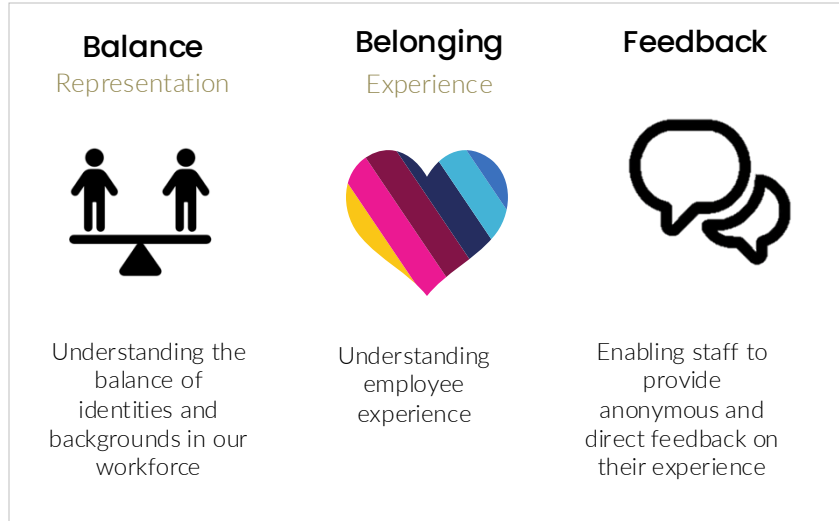 Balance
Representation
Understanding the
balance of
identities and
backgrounds in our
workforce
Belonging
Experience
Understanding
employee
experience
Feedback
Enabling staff to
provide
anonymous and
direct feedback on
their experience